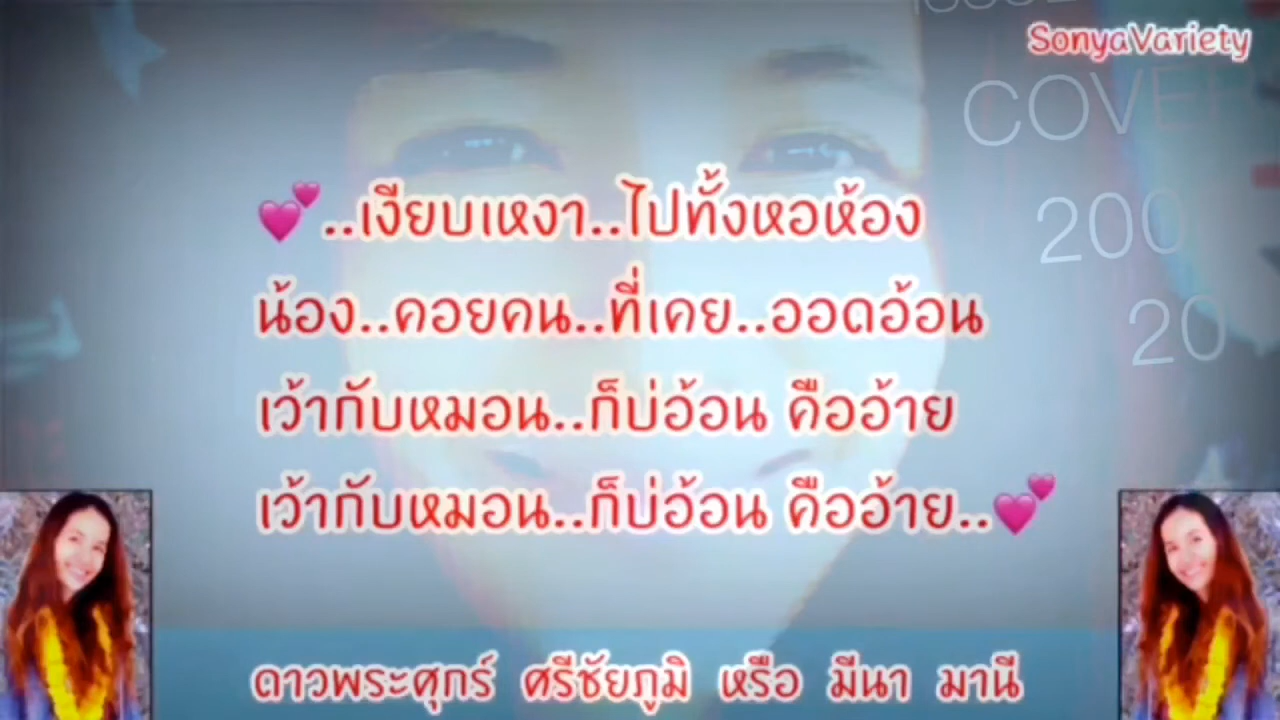 SonyaVariety
COVER
200
20
💕..เงียบเหงา..ไปทั้งหอห้อง
น้อง..คอยคน..ที่เคย..ออดอ้อน
เว้ากับหมอน..ก็บ่อ้อน คืออ้าย
เว้ากับหมอน..ก็บ่อ้อน คืออ้าย..💕
ดาวพระศุกร์ ศรีชัยภูมิ หรือ มีนา มานี